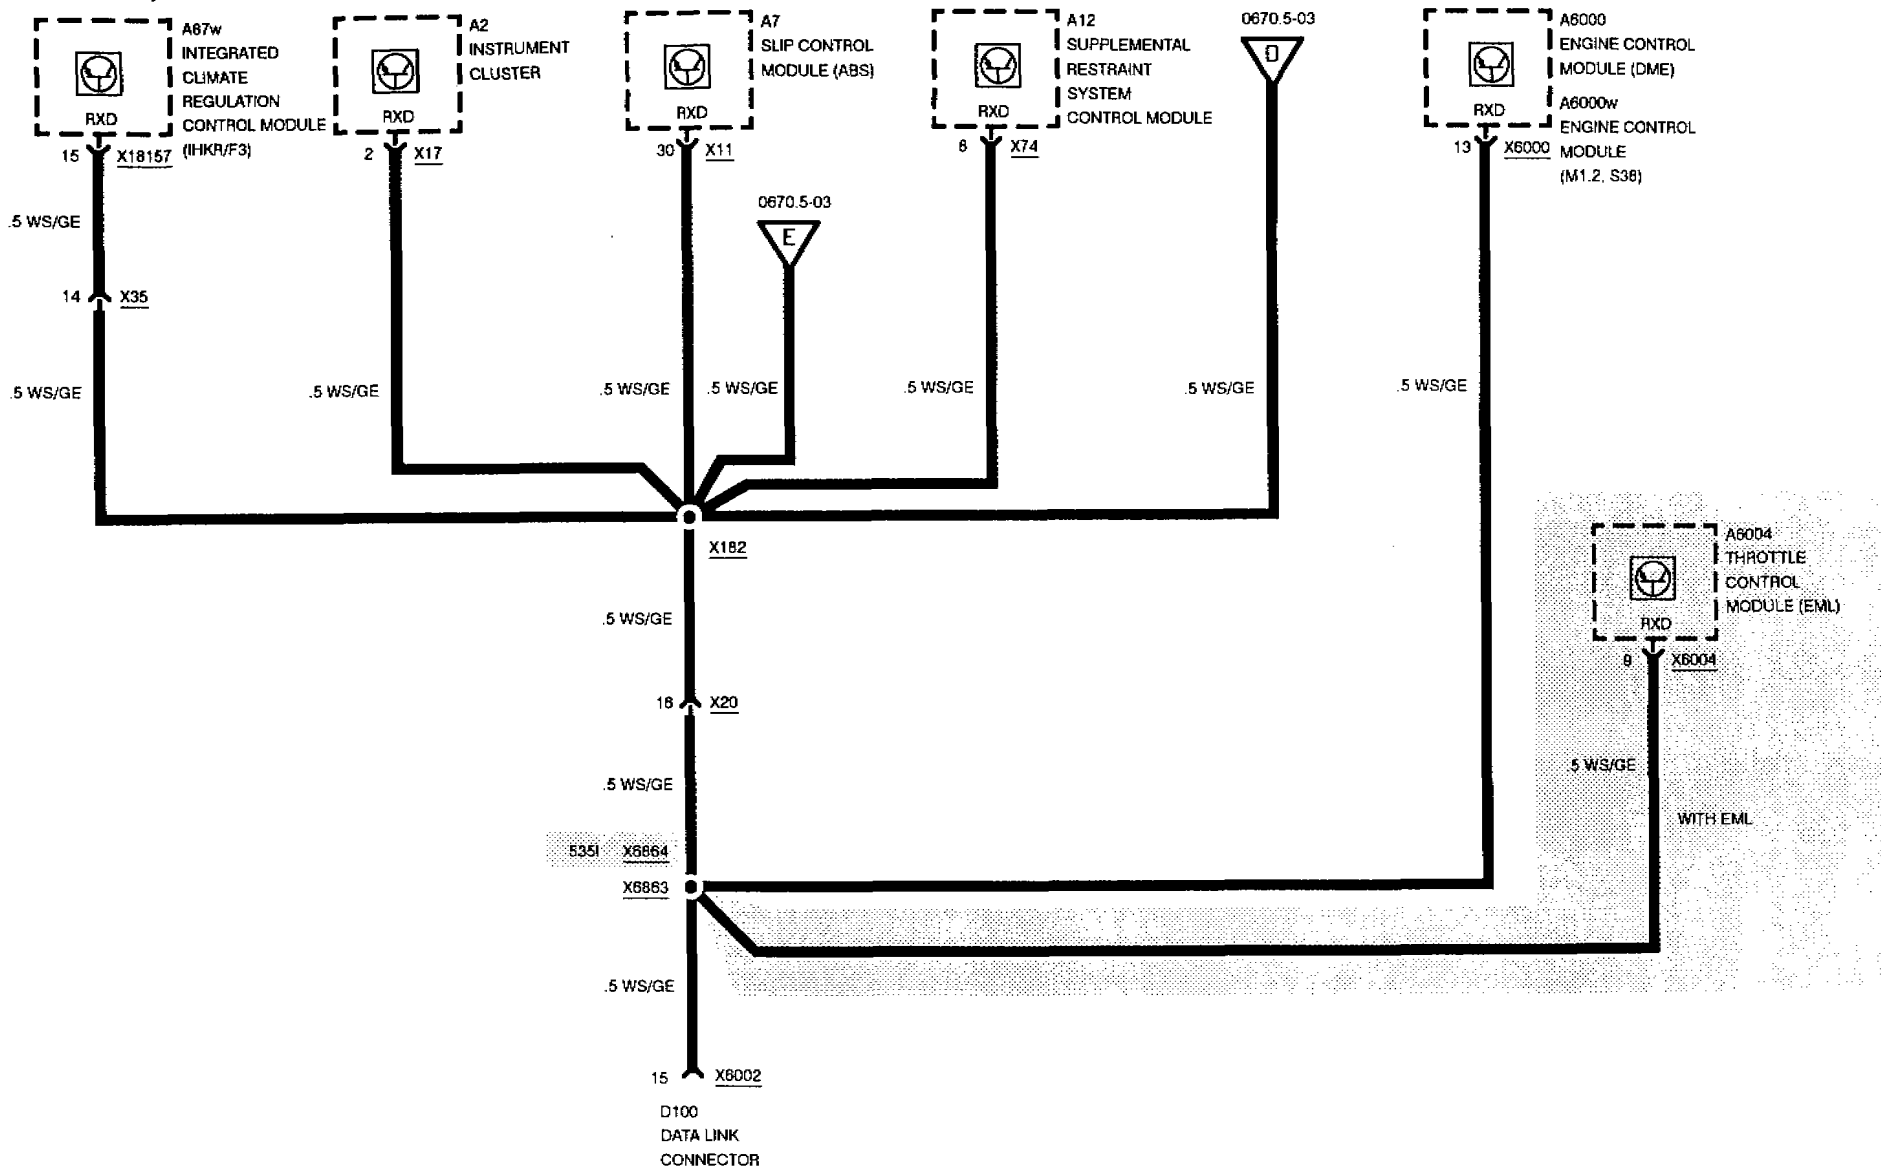 A67w
INTEGRATED
CLIMATE
REGULATION
CONTROL MODULE
(IHKR/F3)
RXD
15 X18157
A2
INSTRUMENT
CLUSTER
RXD
2 X17
A7
SLIP CONTROL
MODULE (ABS)
RXD
30 X11
A12
SUPPLEMENTAL
RESTRAINT
SYSTEM
CONTROL MODULE
RXD
6 X74
0670.5-03
D
A6000
ENGINE CONTROL
MODULE (DME)
A6000w
ENGINE CONTROL
MODULE
(M1.2, S38)
RXD
13 X6000
0670.5-03
E
.5 WS/GE
14 X35
.5 WS/GE
.5 WS/GE
.5 WS/GE
.5 WS/GE
.5 WS/GE
.5 WS/GE
.5 WS/GE
X182
A6004
THROTTLE
CONTROL
MODULE (EML)
RXD
9 X6004
.5 WS/GE
16 X20
.5 WS/GE
.5 WS/GE
WITH EML
535I X6864
X6863
.5 WS/GE
15 X6002
D100
DATA LINK
CONNECTOR